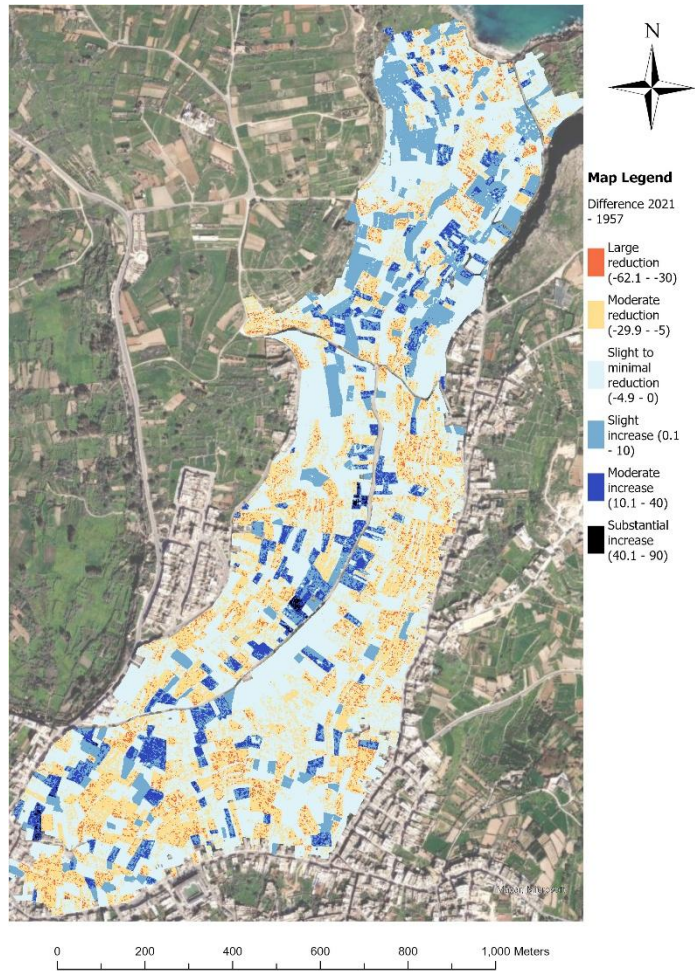 N
Map Legend
Difference 2021
- 1957
Large
reduction
(-62.1 - -30)
Moderate
reduction
(-29.9 - -5)
Slight to
minimal
reduction
(-4.9 - 0)
Slight
increase (0.1
- 10)
Moderate
increase
(10.1 - 40)
Substantial
increase
(40.1 - 90)
0 200 400 600 800 1,000 Meters